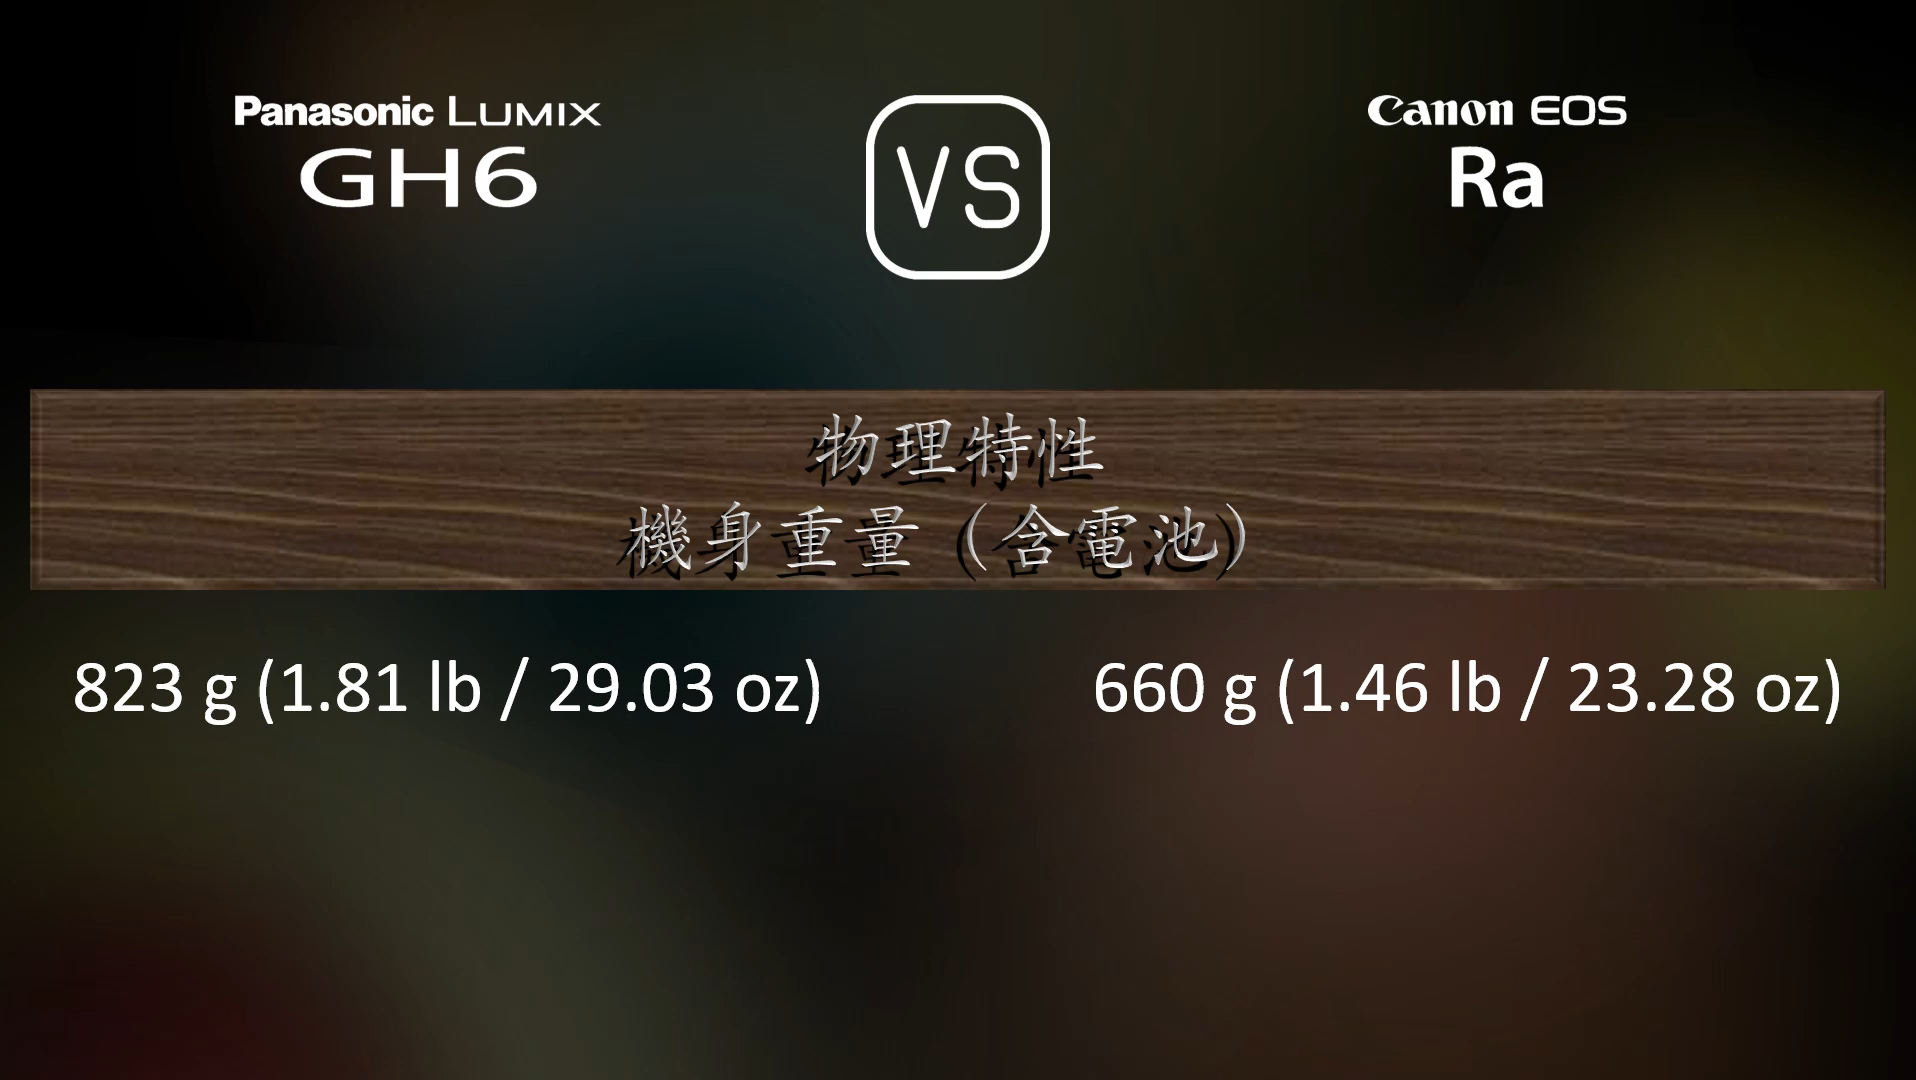 Panasonic LUMIX
GH6
VS
Canon EOS
Ra
物理特性
機身重量（含電池）
823 g (1.81 lb / 29.03 oz)
660 g (1.46 lb / 23.28 oz)